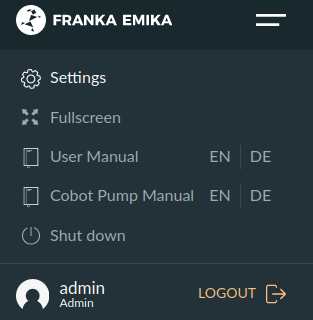 FRANKA EMIKA
Settings
Fullscreen
User Manual EN DE
Cobot Pump Manual EN DE
Shut down
admin
Admin
LOGOUT